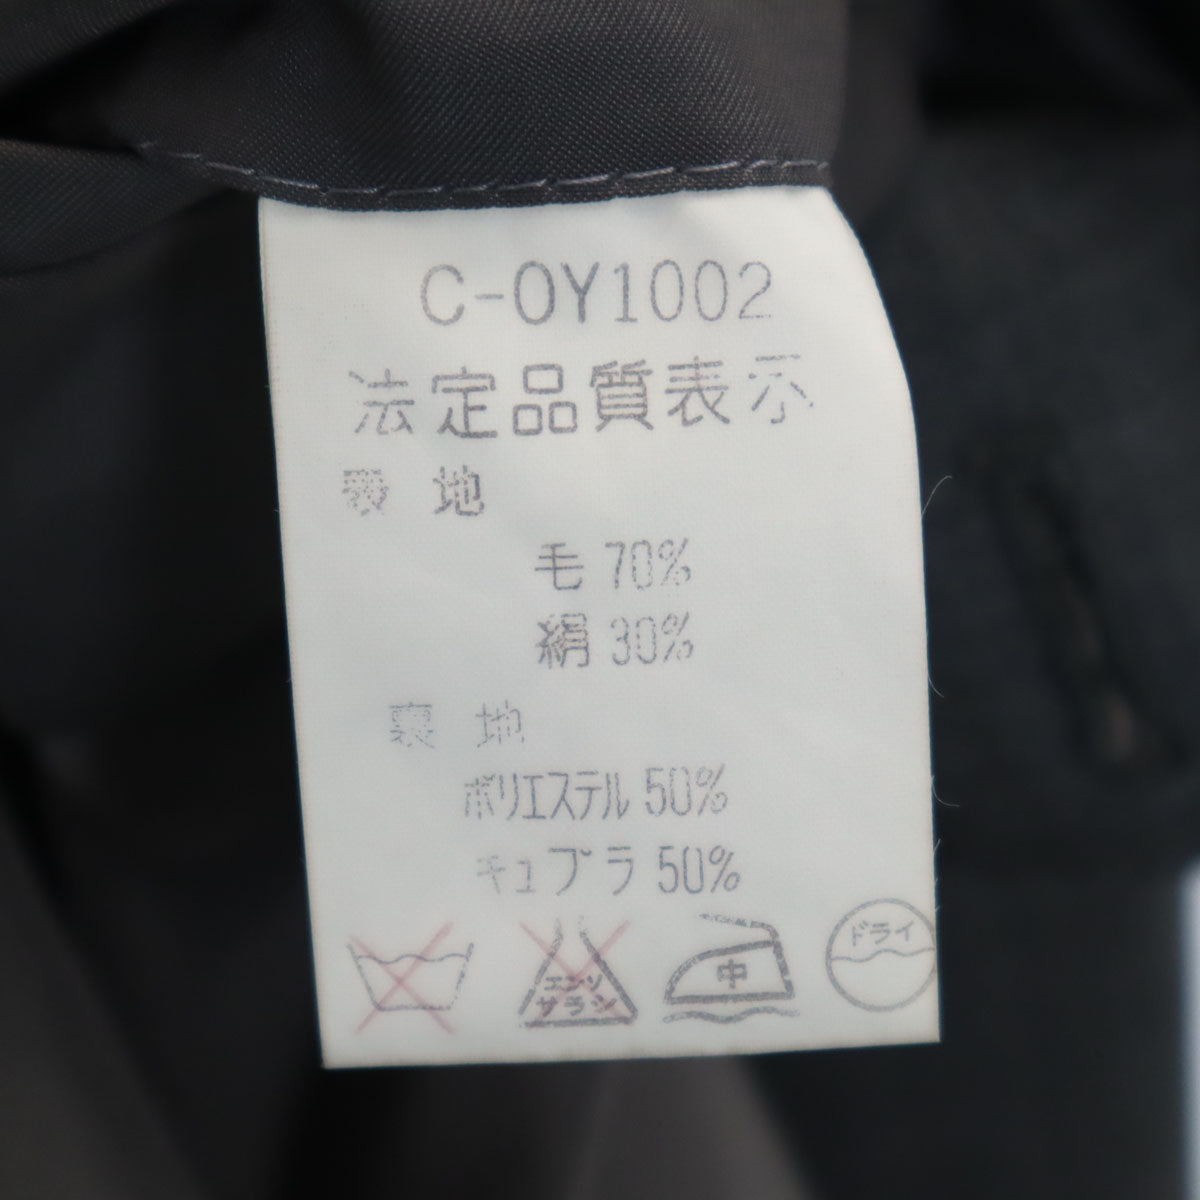 C-OY1002
法定品質表示
表 地
毛 70%
絹 30%
裏 地
ポリエステル 50%
キュプラ 50%
エンソ
サラシ
中
ドライ